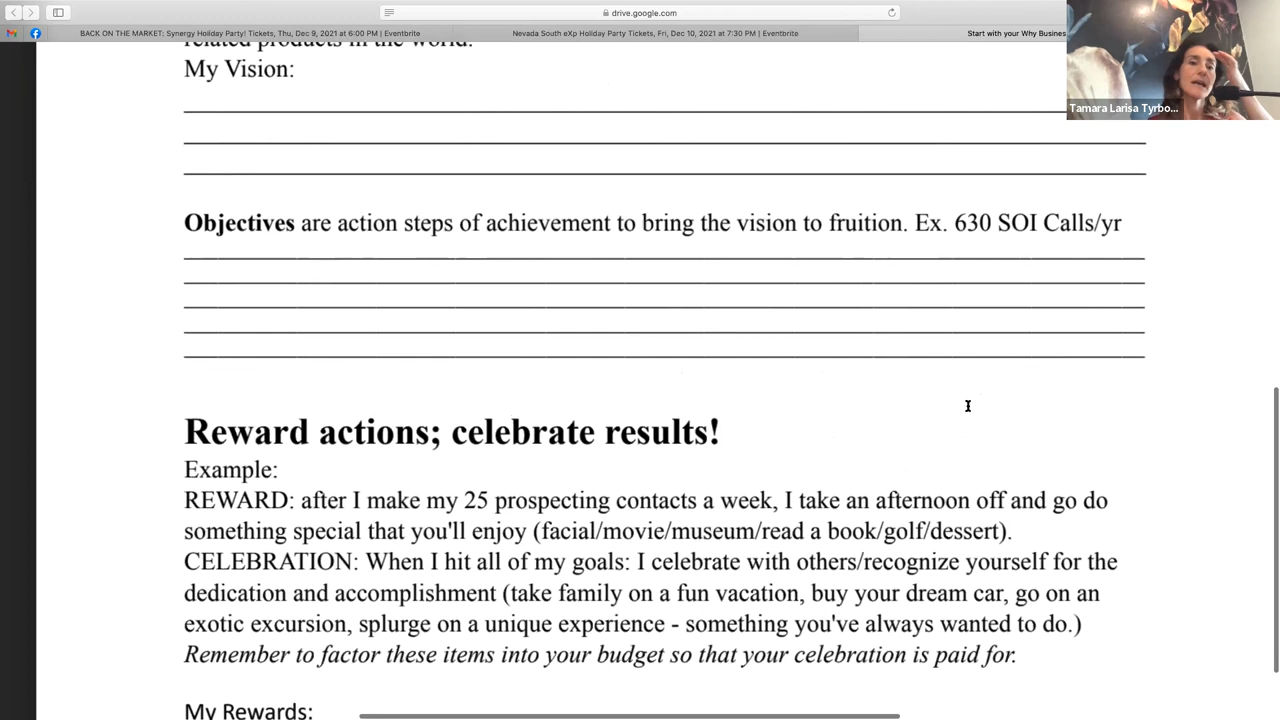 drive.google.com
BACK ON THE MARKET: Synergy Holiday Party! Tickets, Thu, Dec 9, 2021 at 6:00 PM | Eventbrite
Nevada South eXp Holiday Party Tickets, Fri, Dec 10, 2021 at 7:30 PM | Eventbrite
Start with your Why Busines
Tamara Larisa Tyrbo...
related products in the world.
My Vision:
Objectives are action steps of achievement to bring the vision to fruition. Ex. 630 SOI Calls/yr
Reward actions; celebrate results!
Example:
REWARD: after I make my 25 prospecting contacts a week, I take an afternoon off and go do
something special that you'll enjoy (facial/movie/museum/read a book/golf/dessert).
CELEBRATION: When I hit all of my goals: I celebrate with others/recognize yourself for the
dedication and accomplishment (take family on a fun vacation, buy your dream car, go on an
exotic excursion, splurge on a unique experience - something you've always wanted to do.)
Remember to factor these items into your budget so that your celebration is paid for.
My Rewards: